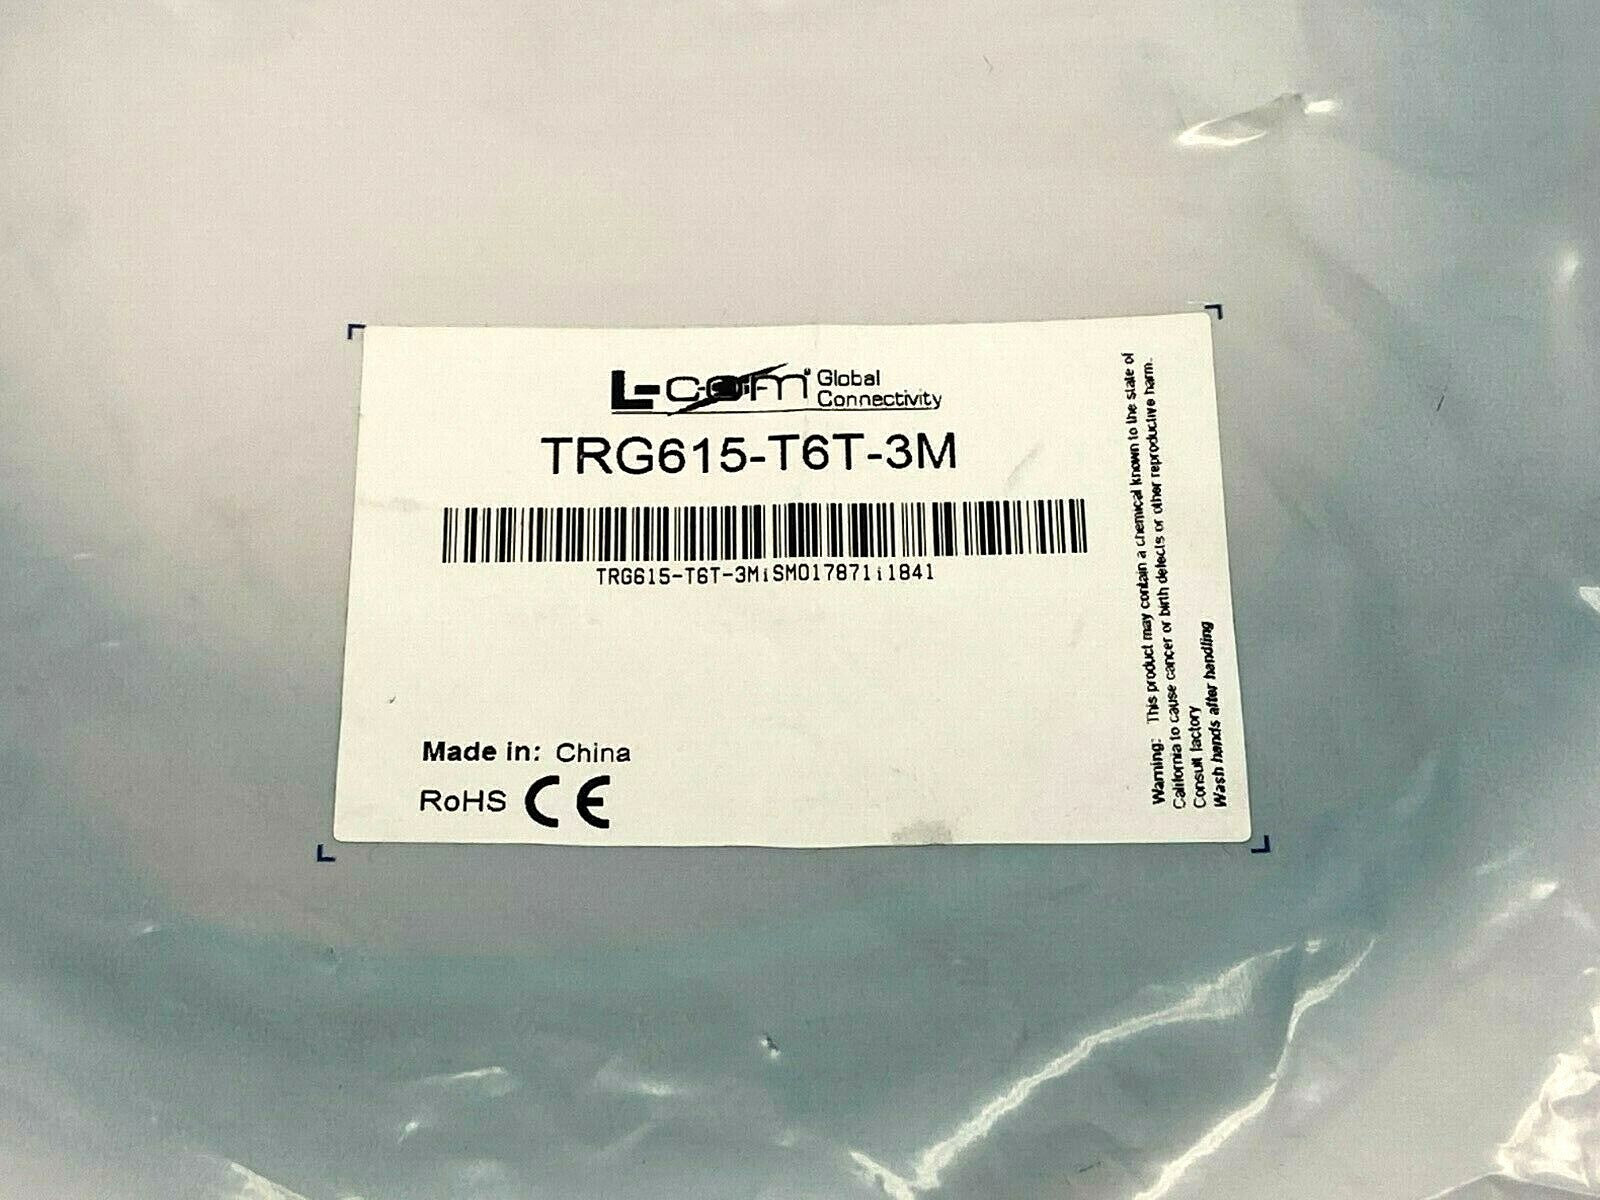 L-com® Global
Connectivity
TRG615-T6T-3M
TRG615-T6T-3M¡SM017871¡1841
Made in: China
RoHS CE
Warning: This product may contain a chemical known to the state of
California to cause cancer or birth defects or other reproductive harm.
Consult factory
Wash hands after handling